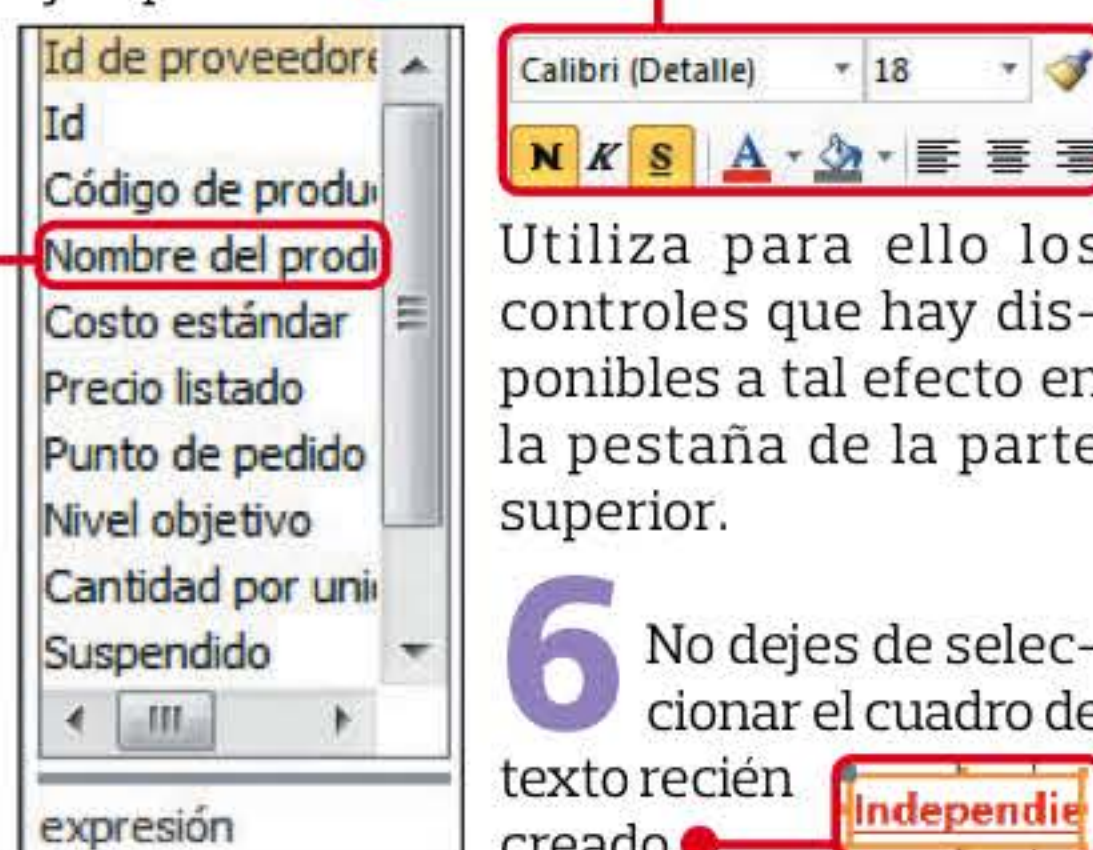 Id de proveedore
Id
Código de produ
Nombre del produ
Costo estándar
Precio listado
Punto de pedido
Nivel objetivo
Cantidad por uni
Suspendido
expresión
Calibri (Detalle) 18
N K S A
Utiliza para ello los
controles que hay dis-
ponibles a tal efecto en
la pestaña de la parte
superior.
6 No dejes de selec-
cionar el cuadro de
texto recién
creado
Independie